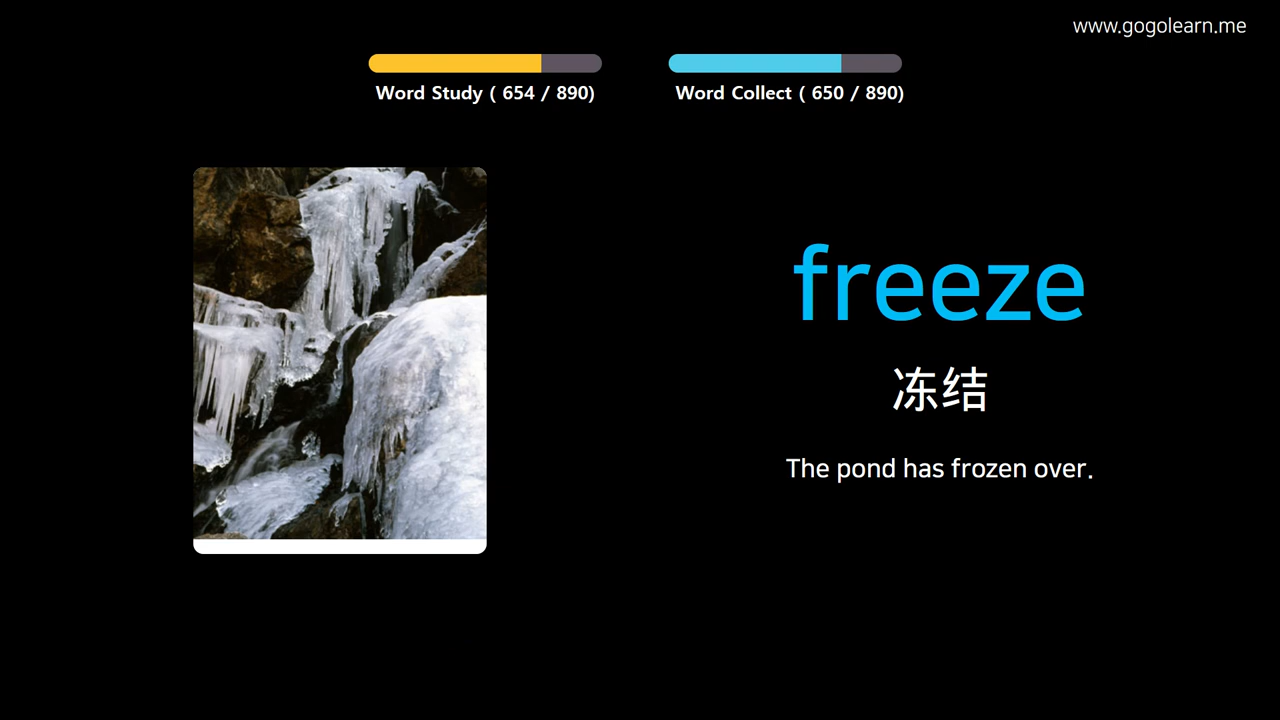 www.gogolearn.me
Word Study ( 654 / 890)
Word Collect ( 650 / 890)
freeze
冻结
The pond has frozen over.